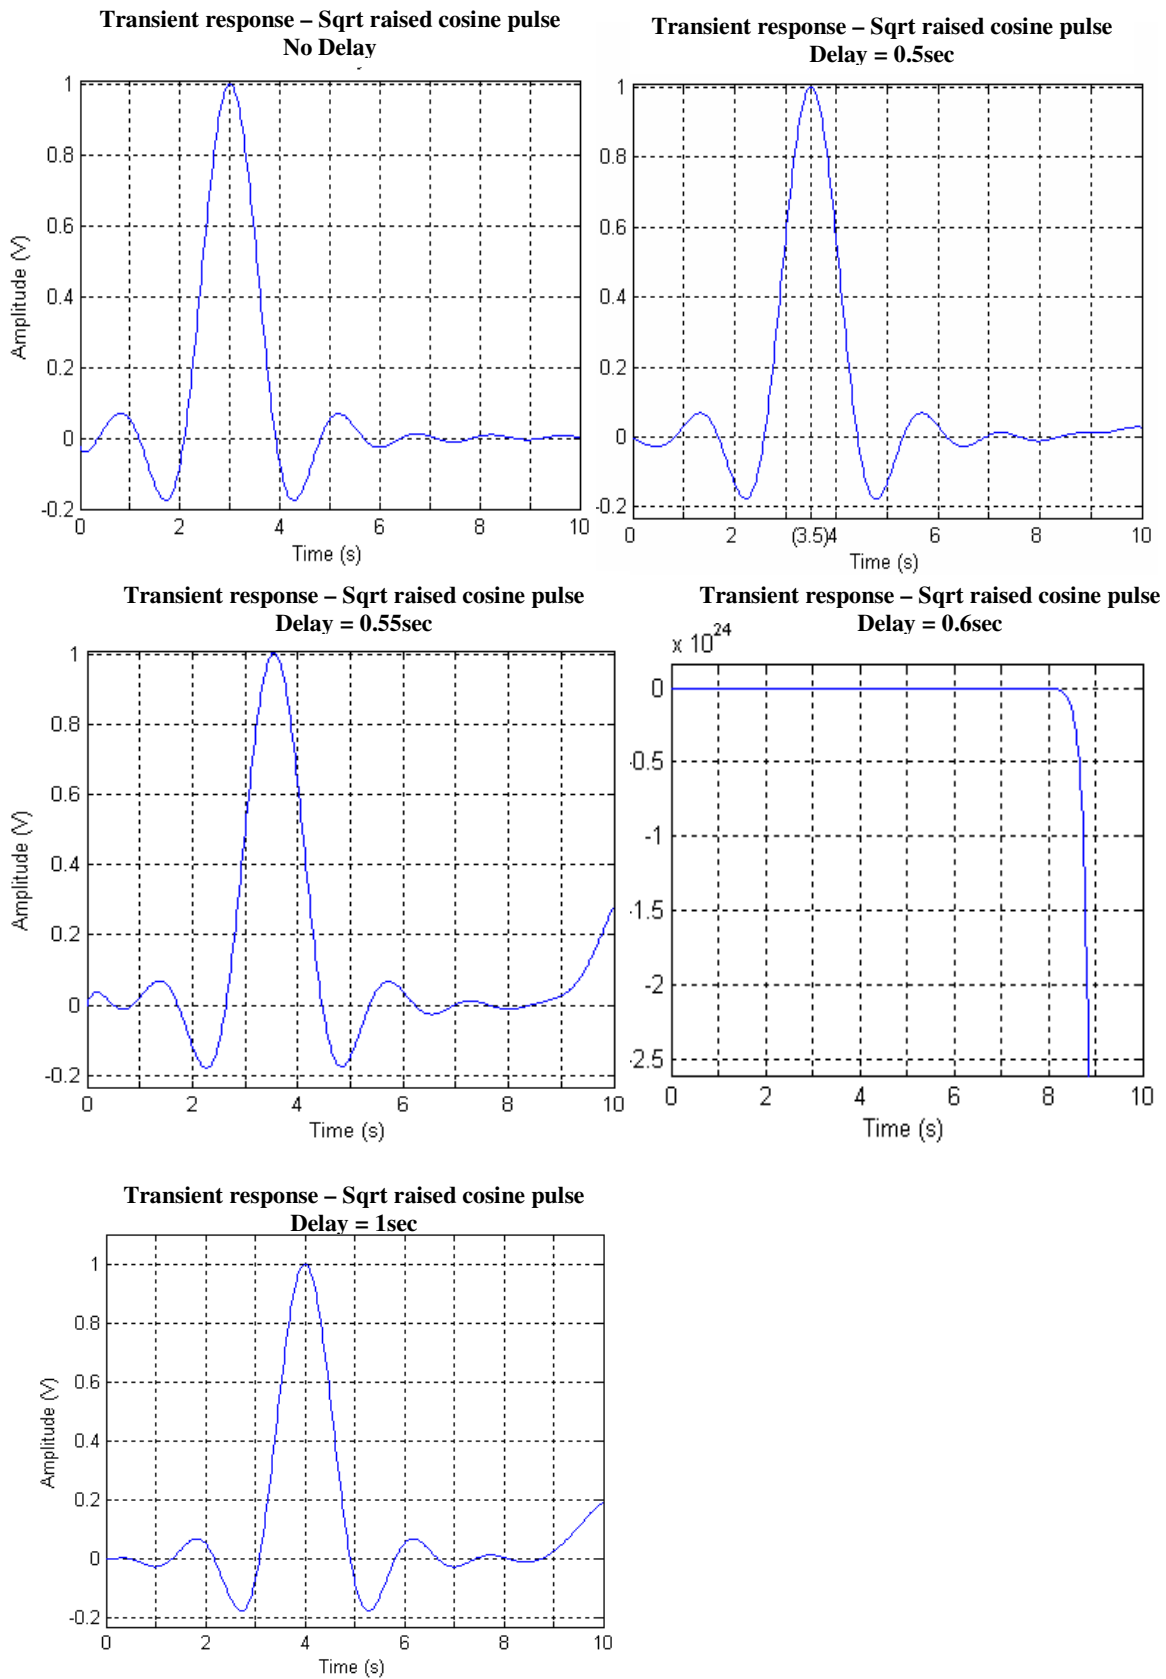 Transient response – Sqrt raised cosine pulse
No Delay
1
0.8
0.6
0.4
0.2
0
-0.2
Amplitude (V)
0 2 4 6 8 10
Time (s)
Transient response – Sqrt raised cosine pulse
Delay = 0.5sec
1
0.8
0.6
0.4
0.2
0
-0.2
0 2 (3.5)4 6 8 10
Time (s)
Transient response – Sqrt raised cosine pulse
Delay = 0.55sec
1
0.8
0.6
0.4
0.2
0
-0.2
Amplitude (V)
0 2 4 6 8 10
Time (s)
Transient response – Sqrt raised cosine pulse
Delay = 0.6sec
x 10^24
0
-0.5
-1
-1.5
-2
-2.5
0 2 4 6 8 10
Time (s)
Transient response – Sqrt raised cosine pulse
Delay = 1sec
1
0.8
0.6
0.4
0.2
0
-0.2
Amplitude (V)
0 2 4 6 8 10
Time (s)